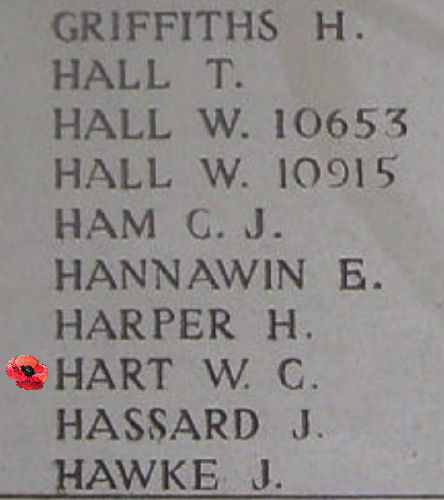 GRIFFITHS H.
HALL T.
HALL W. 10653
HALL W. 10915
HAM C. J.
HANNAWIN E.
HARPER H.
HART W. C.
HASSARD J.
HAWKE J.